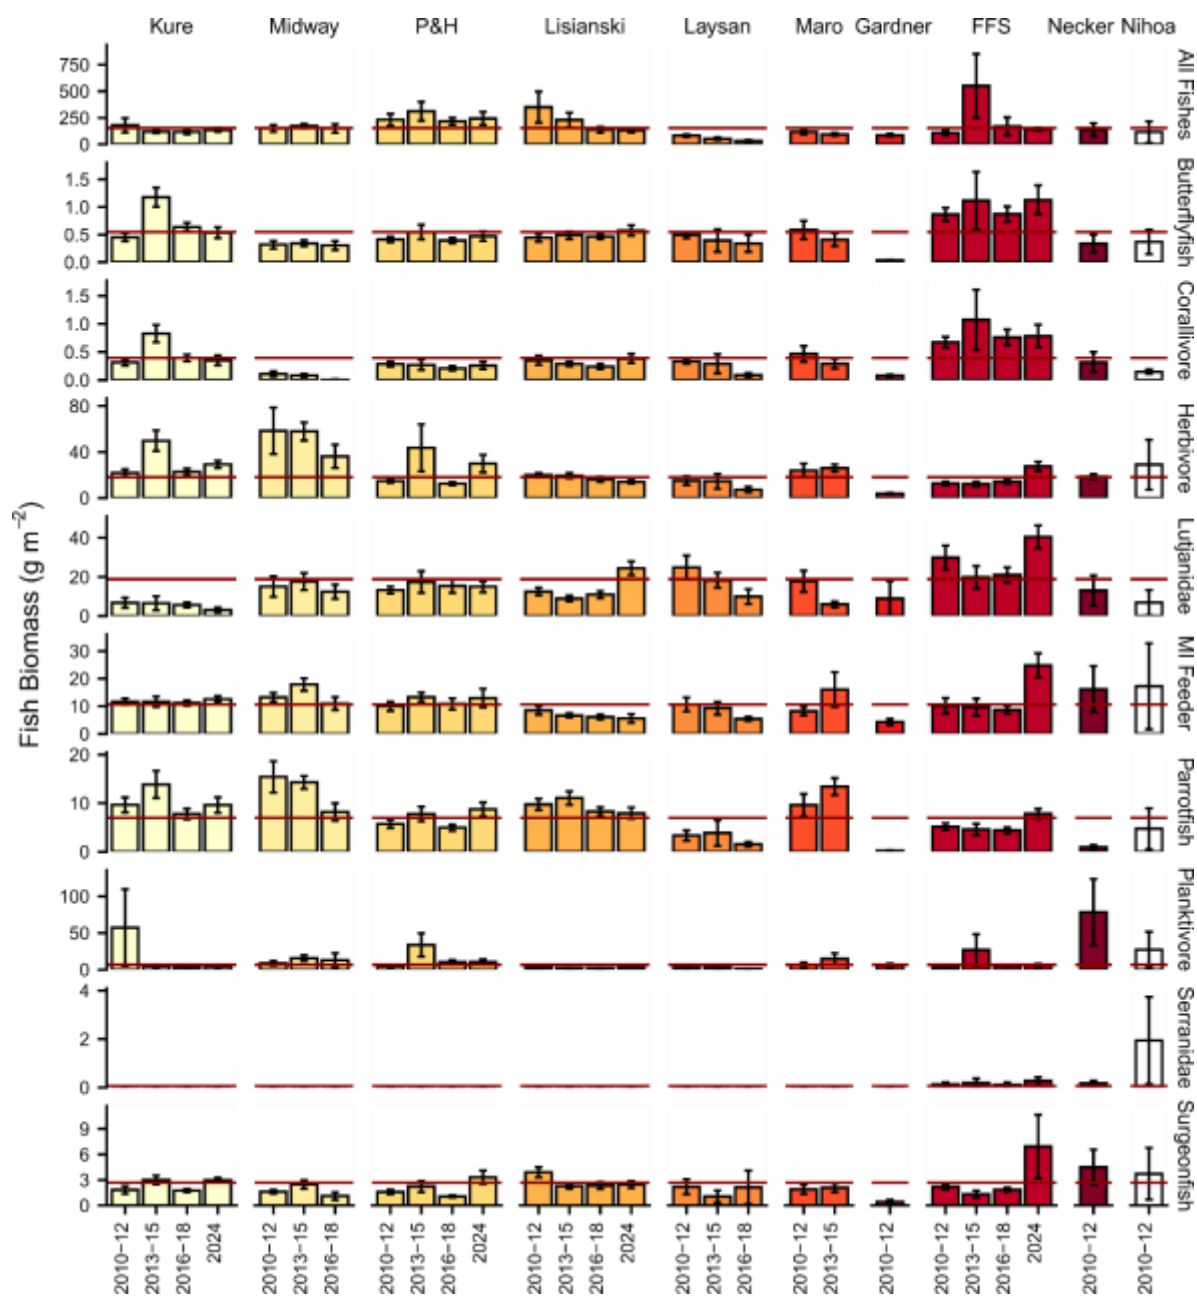 Kure Midway P&H Lisianski Laysan Maro Gardner FFS Necker Nihoa
Fish Biomass (g m⁻²)
750
500
250
0
All Fishes
1.5
1.0
0.5
0.0
Butterflyfish
1.5
1.0
0.5
0.0
Corallivore
80
40
0
Herbivore
40
20
0
Lutjanidae
30
20
10
0
MI Feeder
20
10
0
Parrotfish
100
50
0
Planktivore
4
2
0
Serranidae
9
6
3
0
Surgeonfish
2010−12 2013−15 2016−18 2024 2010−12 2013−15 2016−18 2010−12 2013−15 2016−18 2024 2010−12 2013−15 2016−18 2024 2010−12 2013−15 2016−18 2010−12 2013−15 2010−12 2010−12 2013−15 2016−18 2024 2010−12 2010−12